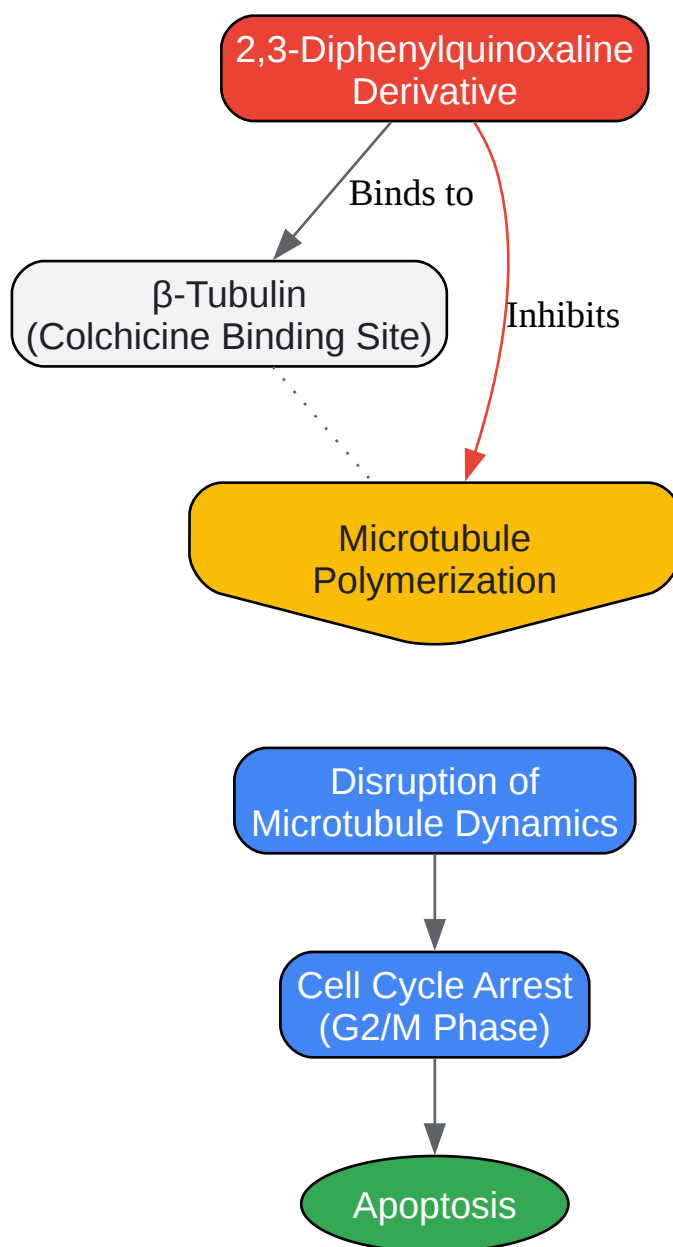 2,3-Diphenylquinoxaline
Derivative
Binds to
β-Tubulin
(Colchicine Binding Site)
Inhibits
Microtubule
Polymerization
Disruption of
Microtubule Dynamics
Cell Cycle Arrest
(G2/M Phase)
Apoptosis